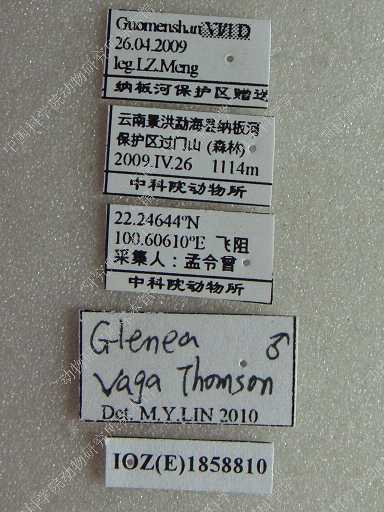 Guomenshan
26.04.2009
leg.LZ.Meng
纳板河保护区赠送
云南景洪勐海县纳板河
保护区过门山 (森林)
2009.IV.26 1114m
中科院动物所
22.24644ºN
100.60610ºE 飞阻
采集人：孟令曾
中科院动物所
Glenea ♂
vaga Thomson
Det. M.Y.LIN 2010
IOZ(E)1858810